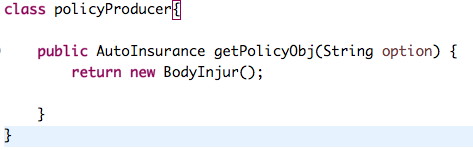 class policyProducer{
public AutoInsurance getPolicyObj(String option) {
return new BodyInjur();
}
}